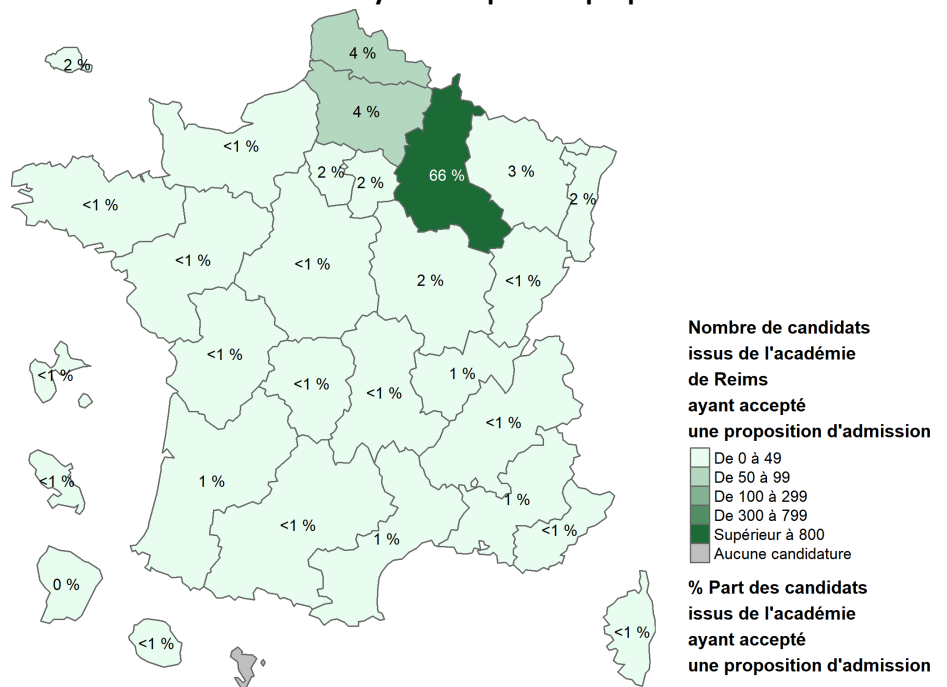 4 %
2 %
4 %
<1 %
2 %
2 %
66 %
3 %
2 %
<1 %
<1 %
<1 %
2 %
<1 %
<1 %
<1 %
<1 %
<1 %
1 %
<1 %
<1 %
1 %
1 %
<1 %
1 %
<1 %
0 %
<1 %
<1 %
Nombre de candidats
issus de l'académie
de Reims
ayant accepté
une proposition d'admission
De 0 à 49
De 50 à 99
De 100 à 299
De 300 à 799
Supérieur à 800
Aucune candidature
% Part des candidats
issus de l'académie
ayant accepté
une proposition d'admission